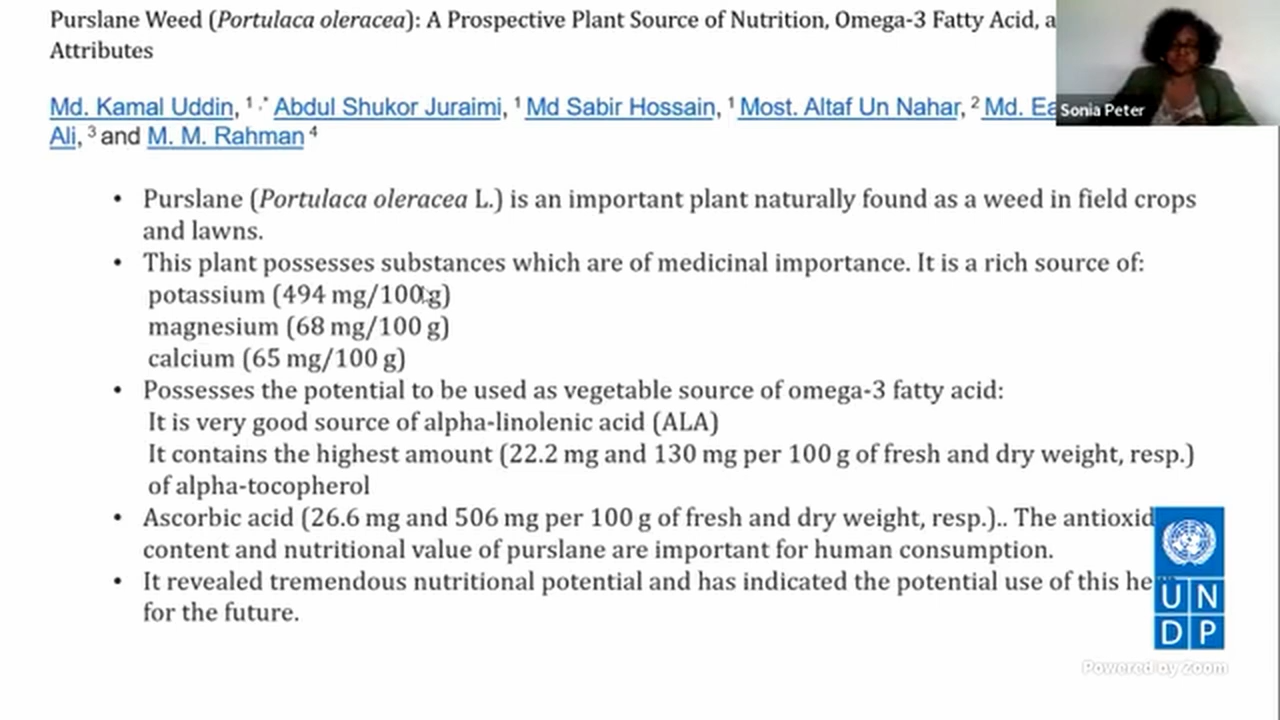 Purslane Weed (Portulaca oleracea): A Prospective Plant Source of Nutrition, Omega-3 Fatty Acid, a
Attributes
Md. Kamal Uddin, 1,* Abdul Shukor Juraimi, 1 Md Sabir Hossain, 1 Most. Altaf Un Nahar, 2 Md. Ea
Ali, 3 and M. M. Rahman 4
Sonia Peter
• Purslane (Portulaca oleracea L.) is an important plant naturally found as a weed in field crops
and lawns.
• This plant possesses substances which are of medicinal importance. It is a rich source of:
potassium (494 mg/100 g)
magnesium (68 mg/100 g)
calcium (65 mg/100 g)
• Possesses the potential to be used as vegetable source of omega-3 fatty acid:
It is very good source of alpha-linolenic acid (ALA)
It contains the highest amount (22.2 mg and 130 mg per 100 g of fresh and dry weight, resp.)
of alpha-tocopherol
• Ascorbic acid (26.6 mg and 506 mg per 100 g of fresh and dry weight, resp.).. The antioxid
content and nutritional value of purslane are important for human consumption.
• It revealed tremendous nutritional potential and has indicated the potential use of this he
for the future.
U N
D P
Powered by Zoom